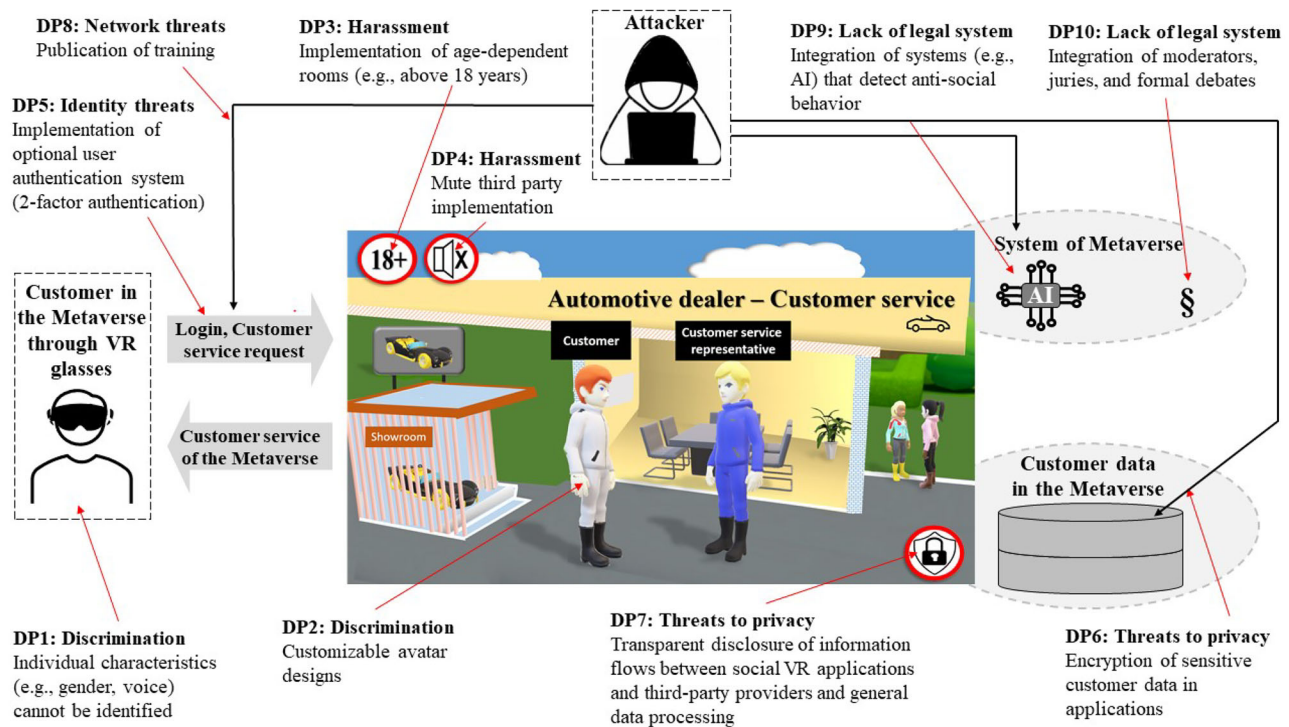 DP8: Network threats
Publication of training
DP3: Harassment
Implementation of age-dependent
rooms (e.g., above 18 years)
Attacker
DP9: Lack of legal system
Integration of systems (e.g.,
AI) that detect anti-social
behavior
DP10: Lack of legal system
Integration of moderators,
juries, and formal debates
DP5: Identity threats
Implementation of
optional user
authentication system
(2-factor authentication)
DP4: Harassment
Mute third party
implementation
18+
X
System of Metaverse
AI
§
Customer in
the Metaverse
through VR
glasses
Login, Customer
service request
Customer service
of the Metaverse
Automotive dealer – Customer service
Customer
Customer service
representative
Showroom
Customer data
in the Metaverse
DP1: Discrimination
Individual characteristics
(e.g., gender, voice)
cannot be identified
DP2: Discrimination
Customizable avatar
designs
DP7: Threats to privacy
Transparent disclosure of information
flows between social VR applications
and third-party providers and general
data processing
DP6: Threats to privacy
Encryption of sensitive
customer data in
applications